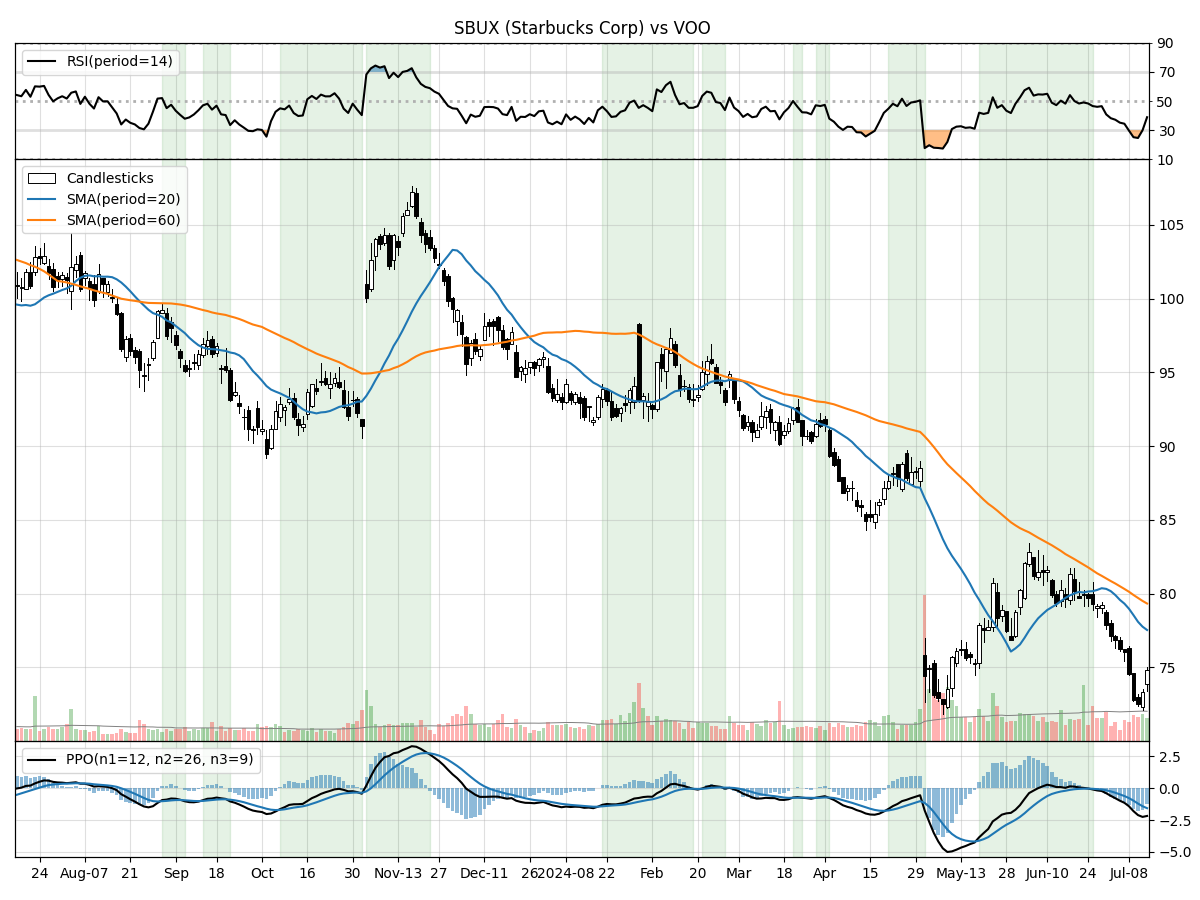 SBUX (Starbucks Corp) vs VOO
RSI(period=14)
90
70
50
30
10
Candlesticks
SMA(period=20)
SMA(period=60)
105
100
95
90
85
80
75
PPO(n1=12, n2=26, n3=9)
2.5
0.0
−2.5
−5.0
24 Aug-07 21 Sep 18 Oct 16 30 Nov-13 27 Dec-11 26 2024-08 22 Feb 20 Mar 18 Apr 15 29 May-13 28 Jun-10 24 Jul-08